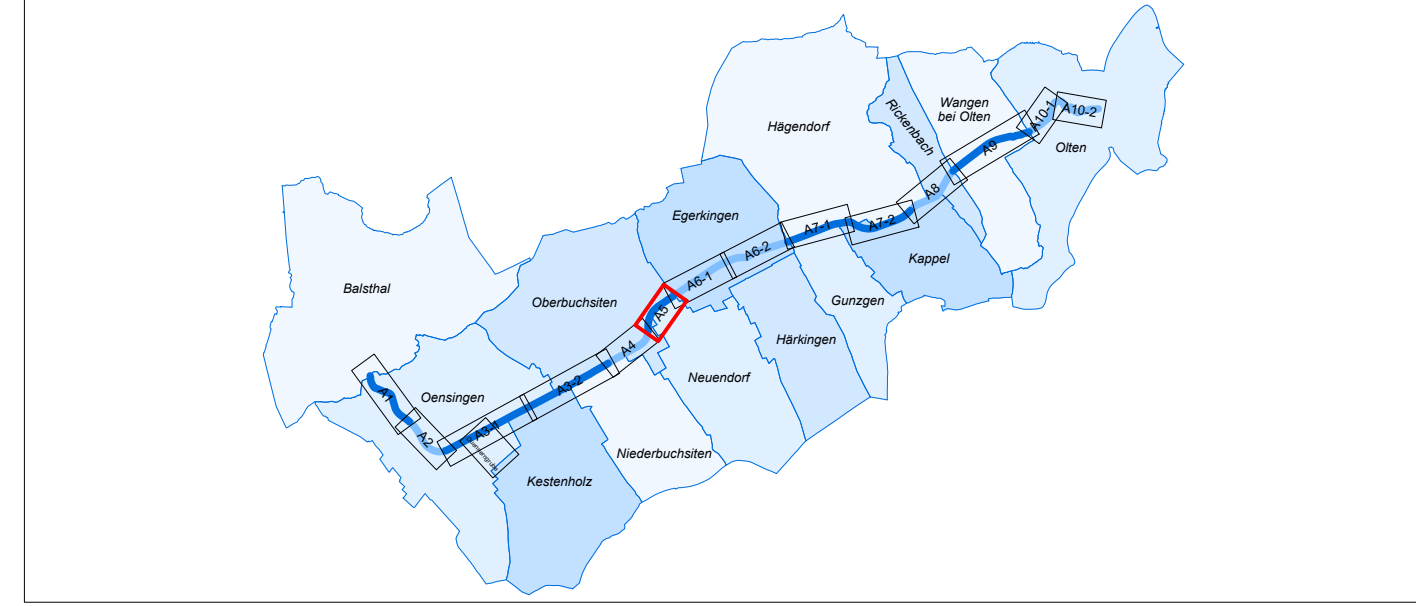 Hägendorf
Rickenbach
Wangen
bei Olten
A10-1
A10-2
Olten
A9
A8
Egerkingen
A7-1
A7-2
A6-2
A6-1
Kappel
Balsthal
Oberbuchsiten
Gunzgen
A5
Härkingen
A4
Neuendorf
A3-2
A1
Oensingen
A2
A3-1
Niederbuchsiten
Kestenholz